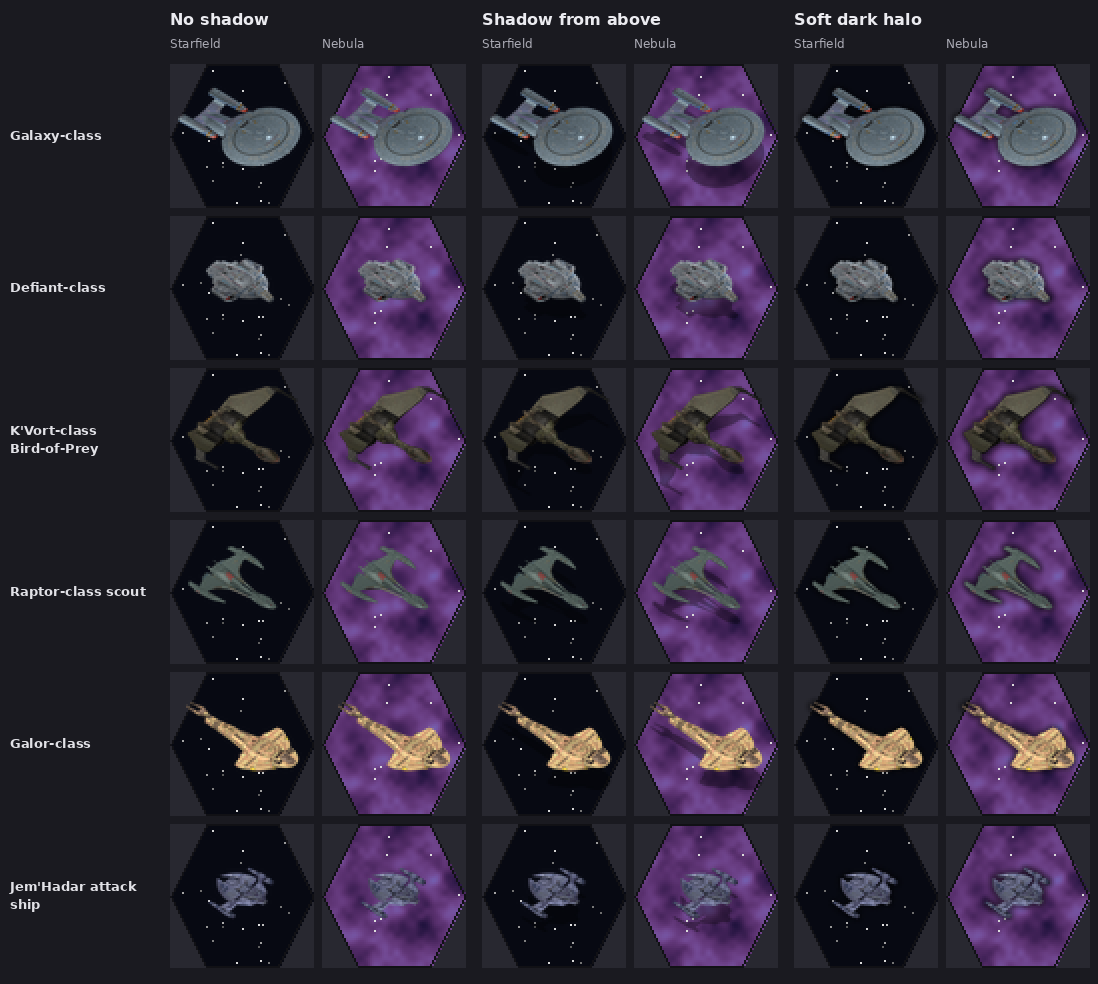 No shadow
Shadow from above
Soft dark halo
Starfield
Nebula
Starfield
Nebula
Starfield
Nebula
Galaxy-class
Defiant-class
K'Vort-class
Bird-of-Prey
Raptor-class scout
Galor-class
Jem'Hadar attack
ship